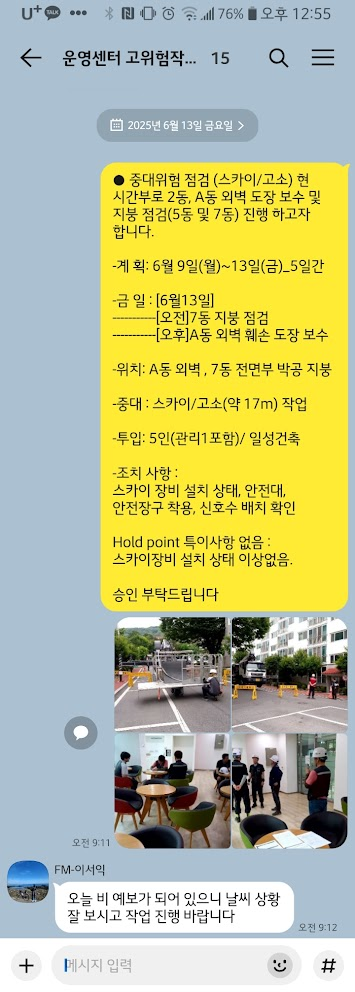 U+ TALK ••• 76% 오후 12:55
운영센터 고위험작... 15
2025년 6월 13일 금요일 >
● 중대위험 점검 (스카이/고소) 현
시간부로 2동, A동 외벽 도장 보수 및
지붕 점검(5동 및 7동) 진행 하고자
합니다.
-계 획: 6월 9일(월)~13일(금)_5일간
-금 일 : [6월13일]
-----------[오전]7동 지붕 점검
-----------[오후]A동 외벽 훼손 도장 보수
-위치: A동 외벽 , 7동 전면부 박공 지붕
-중대 : 스카이/고소(약 17m) 작업
-투입: 5인(관리1포함)/ 일성건축
-조치 사항 :
스카이 장비 설치 상태, 안전대,
안전장구 착용, 신호수 배치 확인
Hold point 특이사항 없음 :
스카이장비 설치 상태 이상없음.
승인 부탁드립니다
오전 9:11
FM-이서익
오늘 비 예보가 되어 있으니 날씨 상황
잘 보시고 작업 진행 바랍니다
오전 9:12
메시지 입력